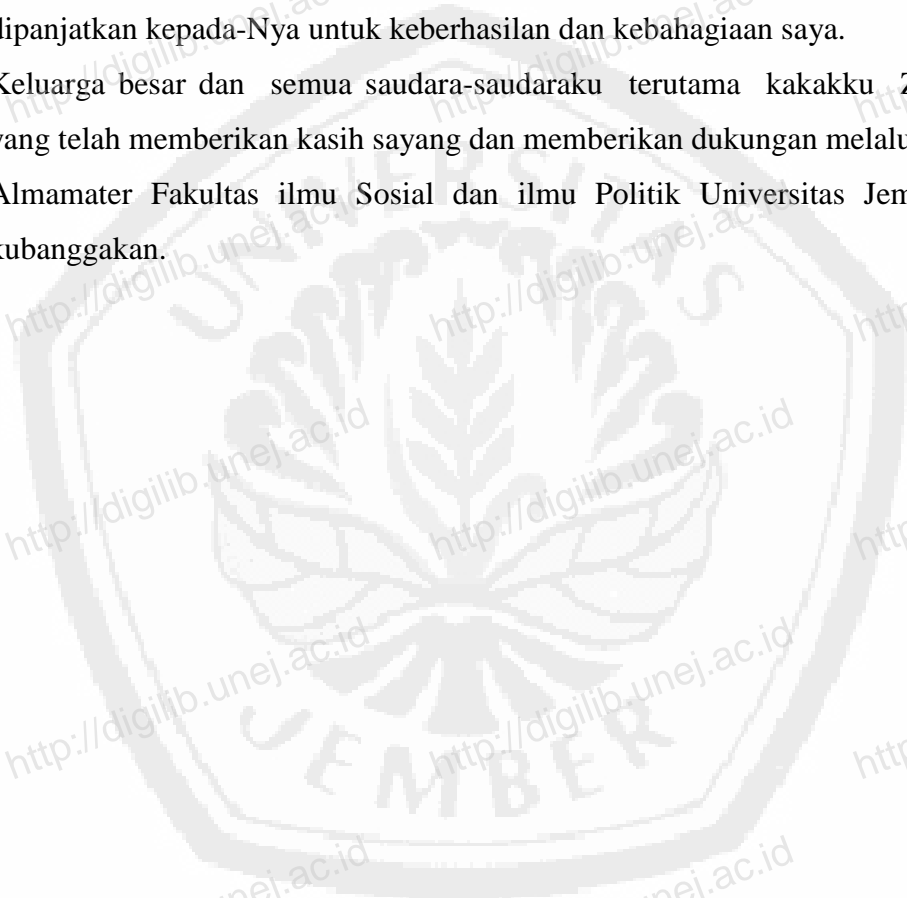 dipanjatkan kepada-Nya untuk keberhasilan dan kebahagiaan saya.
Keluarga besar dan semua saudara-saudaraku terutama kakakku
yang telah memberikan kasih sayang dan memberikan dukungan
Almamater Fakultas ilmu Sosial dan ilmu Politik Universitas
kubanggakan.
UNIVERSITAS
http://digilib.unej.ac.id http://digilib.unej.ac.id
http://digilib.unej.ac.id http://digilib.unej.ac.id
http://digilib.unej.ac.id http://digilib.unej.ac.id
JEMBER